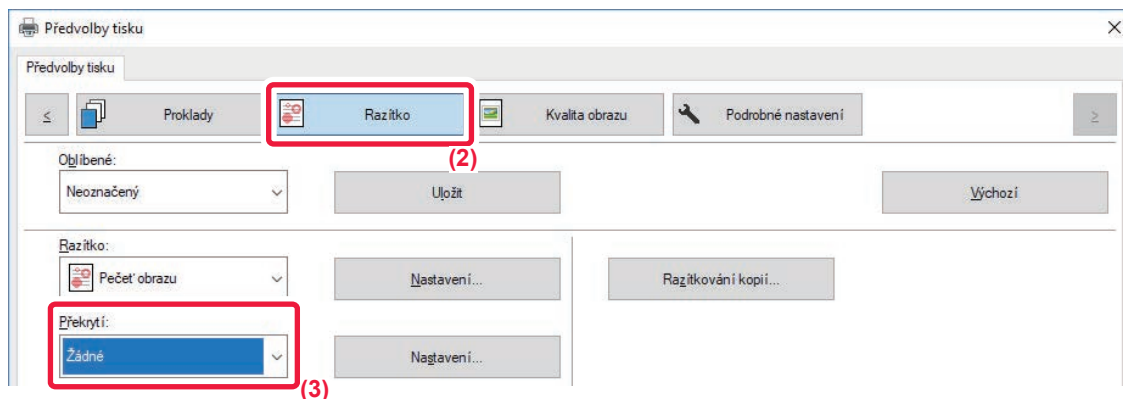 Předvolby tisku
Předvolby tisku
< Proklady Razítko Kvalita obrazu Podrobné nastavení >
(2)
Oblíbené:
Neoznačený Uložit Výchozí
Razítko:
Pečeť obrazu Nastavení... Razítkování kopií...
Překrytí:
Žádné Nastavení...
(3)